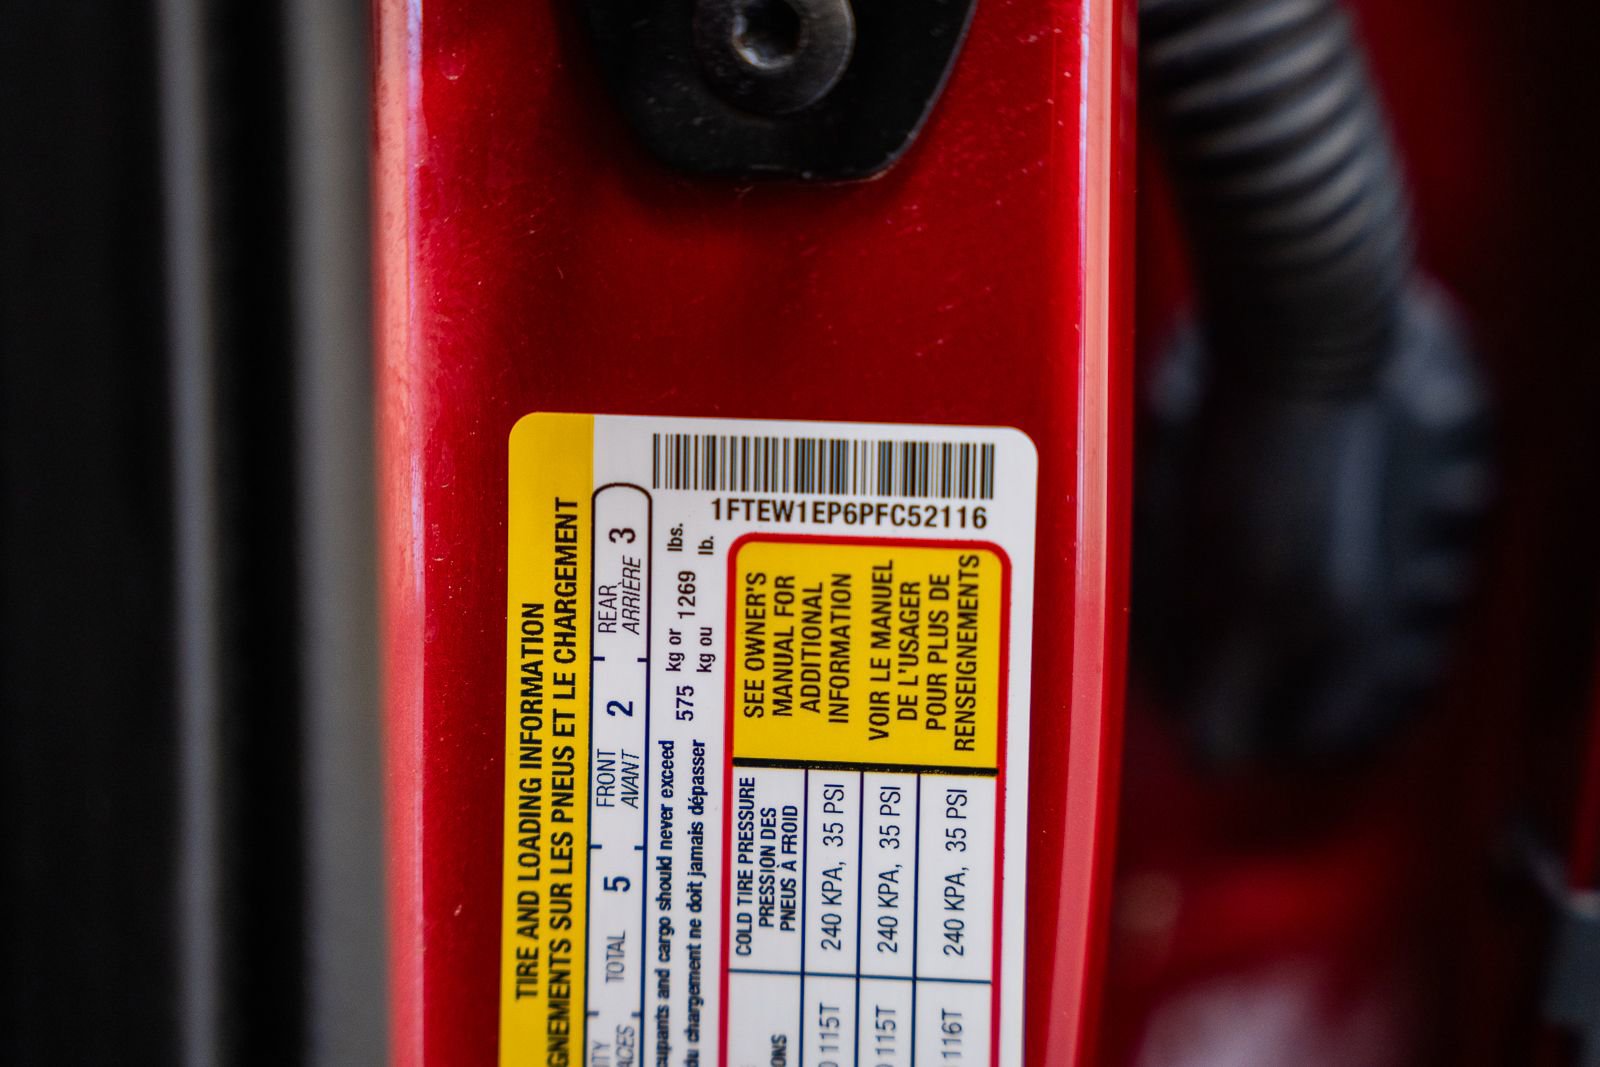 1FTEW1EP6PFC52116
TIRE AND LOADING INFORMATION
SUR LES PNEUS ET LE CHARGEMENT
TOTAL 5 FRONT 2 REAR 3
AVANT ARRIÈRE
and cargo should never exceed 575 kg or 1269 lbs.
du chargement ne doit jamais dépasser kg ou lb.
COLD TIRE PRESSURE
PRESSION DES
PNEUS À FROID
115T 240 KPA, 35 PSI
115T 240 KPA, 35 PSI
116T 240 KPA, 35 PSI
SEE OWNER'S
MANUAL FOR
ADDITIONAL
INFORMATION
VOIR LE MANUEL
DE L'USAGER
POUR PLUS DE
RENSEIGNEMENTS